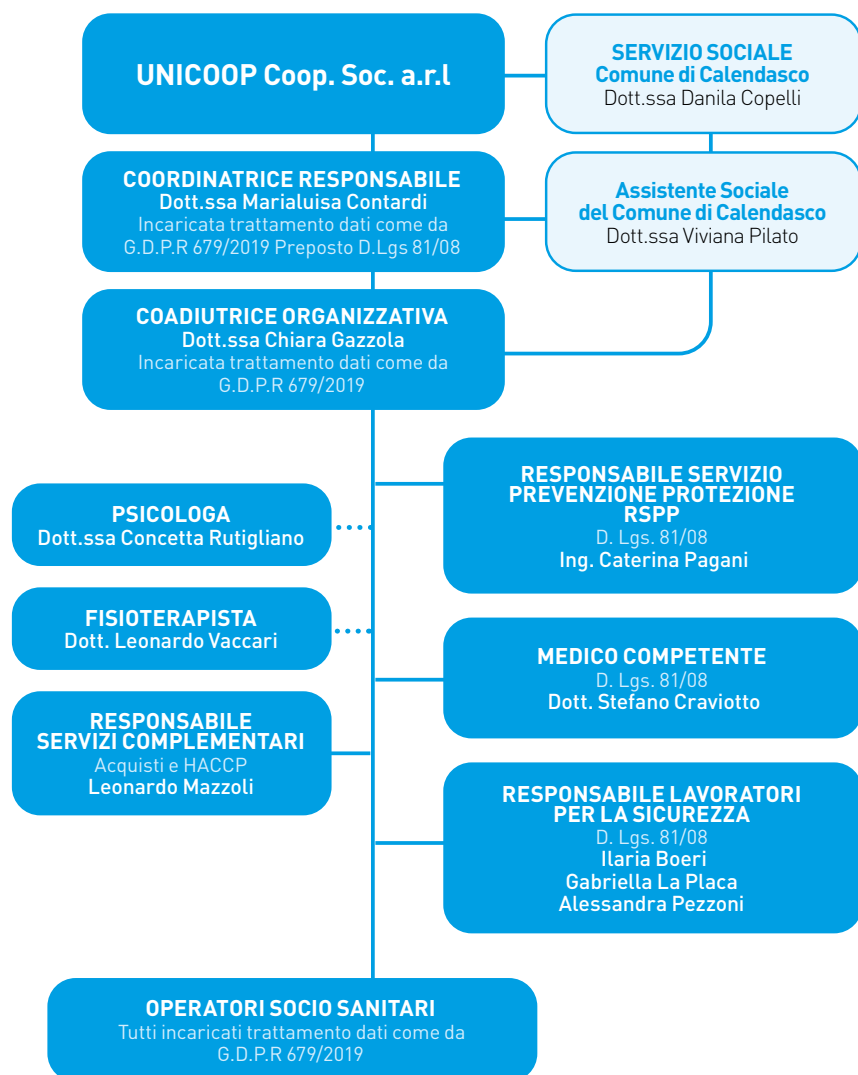 UNICOOP Coop. Soc. a.r.l
SERVIZIO SOCIALE
Comune di Calendasco
Dott.ssa Danila Copelli
COORDINATRICE RESPONSABILE
Dott.ssa Marialuisa Contardi
Incaricata trattamento dati come da
G.D.P.R 679/2019 Preposto D.Lgs 81/08
Assistente Sociale
del Comune di Calendasco
Dott.ssa Viviana Pilato
COADIUTRICE ORGANIZZATIVA
Dott.ssa Chiara Gazzola
Incaricata trattamento dati come da
G.D.P.R 679/2019
RESPONSABILE SERVIZIO
PREVENZIONE PROTEZIONE
RSPP
D. Lgs. 81/08
Ing. Caterina Pagani
PSICOLOGA
Dott.ssa Concetta Rutigliano
FISIOTERAPISTA
Dott. Leonardo Vaccari
MEDICO COMPETENTE
D. Lgs. 81/08
Dott. Stefano Craviotto
RESPONSABILE
SERVIZI COMPLEMENTARI
Acquisti e HACCP
Leonardo Mazzoli
RESPONSABILE LAVORATORI
PER LA SICUREZZA
D. Lgs. 81/08
Ilaria Boeri
Gabriella La Placa
Alessandra Pezzoni
OPERATORI SOCIO SANITARI
Tutti incaricati trattamento dati come da
G.D.P.R 679/2019